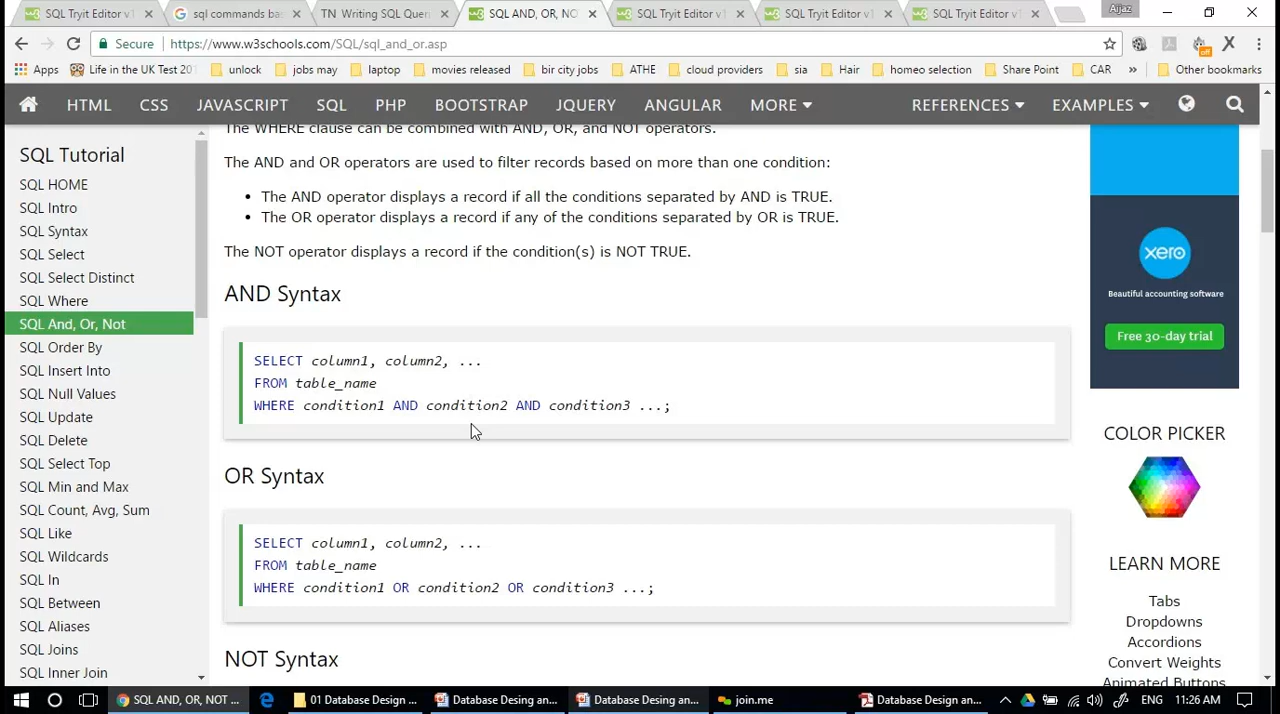 SQL Tryit Editor v1
sql commands ba
TN Writing SQL Quer
SQL AND, OR, NO
SQL Tryit Editor v1
SQL Tryit Editor v1
SQL Tryit Editor v1
Aijaz
Secure
https://www.w3schools.com/SQL/sql_and_or.asp
Apps
Life in the UK Test 201
unlock
jobs may
laptop
movies released
bir city jobs
ATHE
cloud providers
sia
Hair
homeo selection
Share Point
CAR
»
Other bookmarks
off
HTML
CSS
JAVASCRIPT
SQL
PHP
BOOTSTRAP
JQUERY
ANGULAR
MORE
REFERENCES
EXAMPLES
SQL Tutorial
SQL HOME
SQL Intro
SQL Syntax
SQL Select
SQL Select Distinct
SQL Where
SQL And, Or, Not
SQL Order By
SQL Insert Into
SQL Null Values
SQL Update
SQL Delete
SQL Select Top
SQL Min and Max
SQL Count, Avg, Sum
SQL Like
SQL Wildcards
SQL In
SQL Between
SQL Aliases
SQL Joins
SQL Inner Join
The WHERE clause can be combined with AND, OR, and NOT operators.
The AND and OR operators are used to filter records based on more than one condition:
• The AND operator displays a record if all the conditions separated by AND is TRUE.
• The OR operator displays a record if any of the conditions separated by OR is TRUE.
The NOT operator displays a record if the condition(s) is NOT TRUE.
AND Syntax
SELECT column1, column2, ...
FROM table_name
WHERE condition1 AND condition2 AND condition3 ...;
OR Syntax
SELECT column1, column2, ...
FROM table_name
WHERE condition1 OR condition2 OR condition3 ...;
NOT Syntax
xero
Beautiful accounting software
Free 30-day trial
COLOR PICKER
LEARN MORE
Tabs
Dropdowns
Accordions
Convert Weights
Animated Buttons
SQL AND, OR, NOT ...
01 Database Design ...
Database Desing an...
Database Desing an...
join.me
Database Desing an...
ENG
11:26 AM